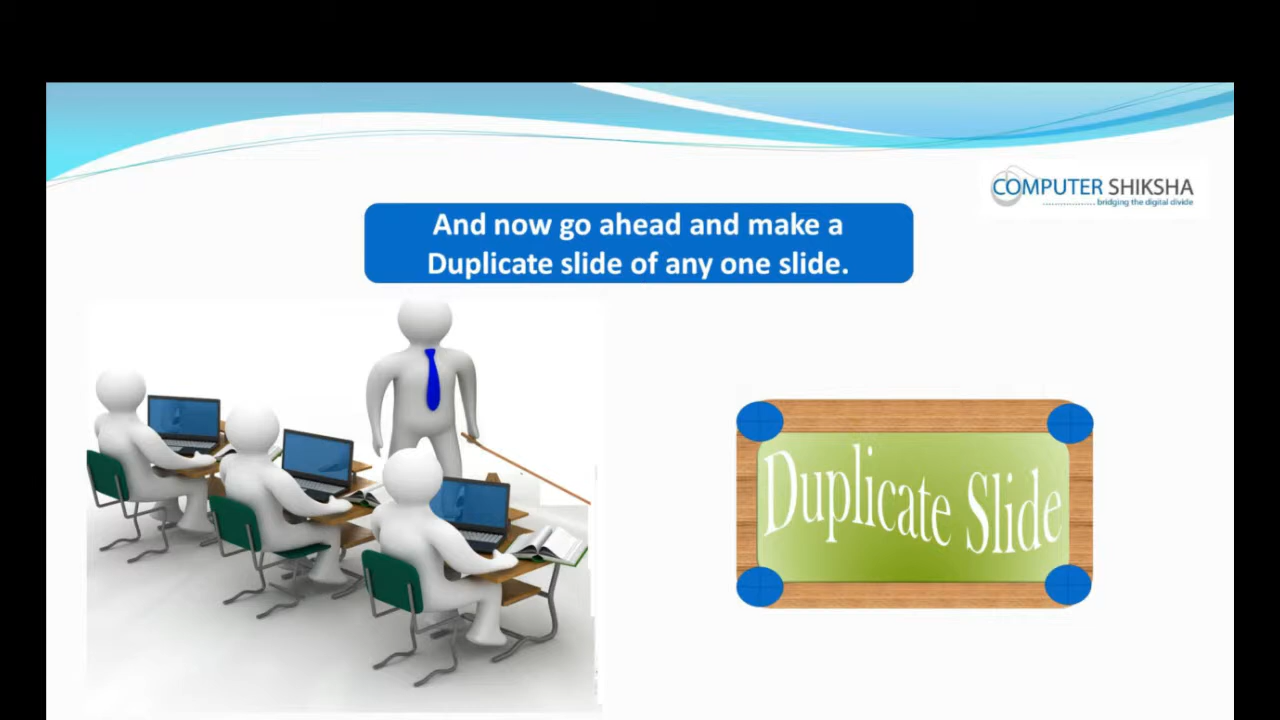 COMPUTER SHIKSHA
bridging the digital divide
And now go ahead and make a
Duplicate slide of any one slide.
Duplicate Slide